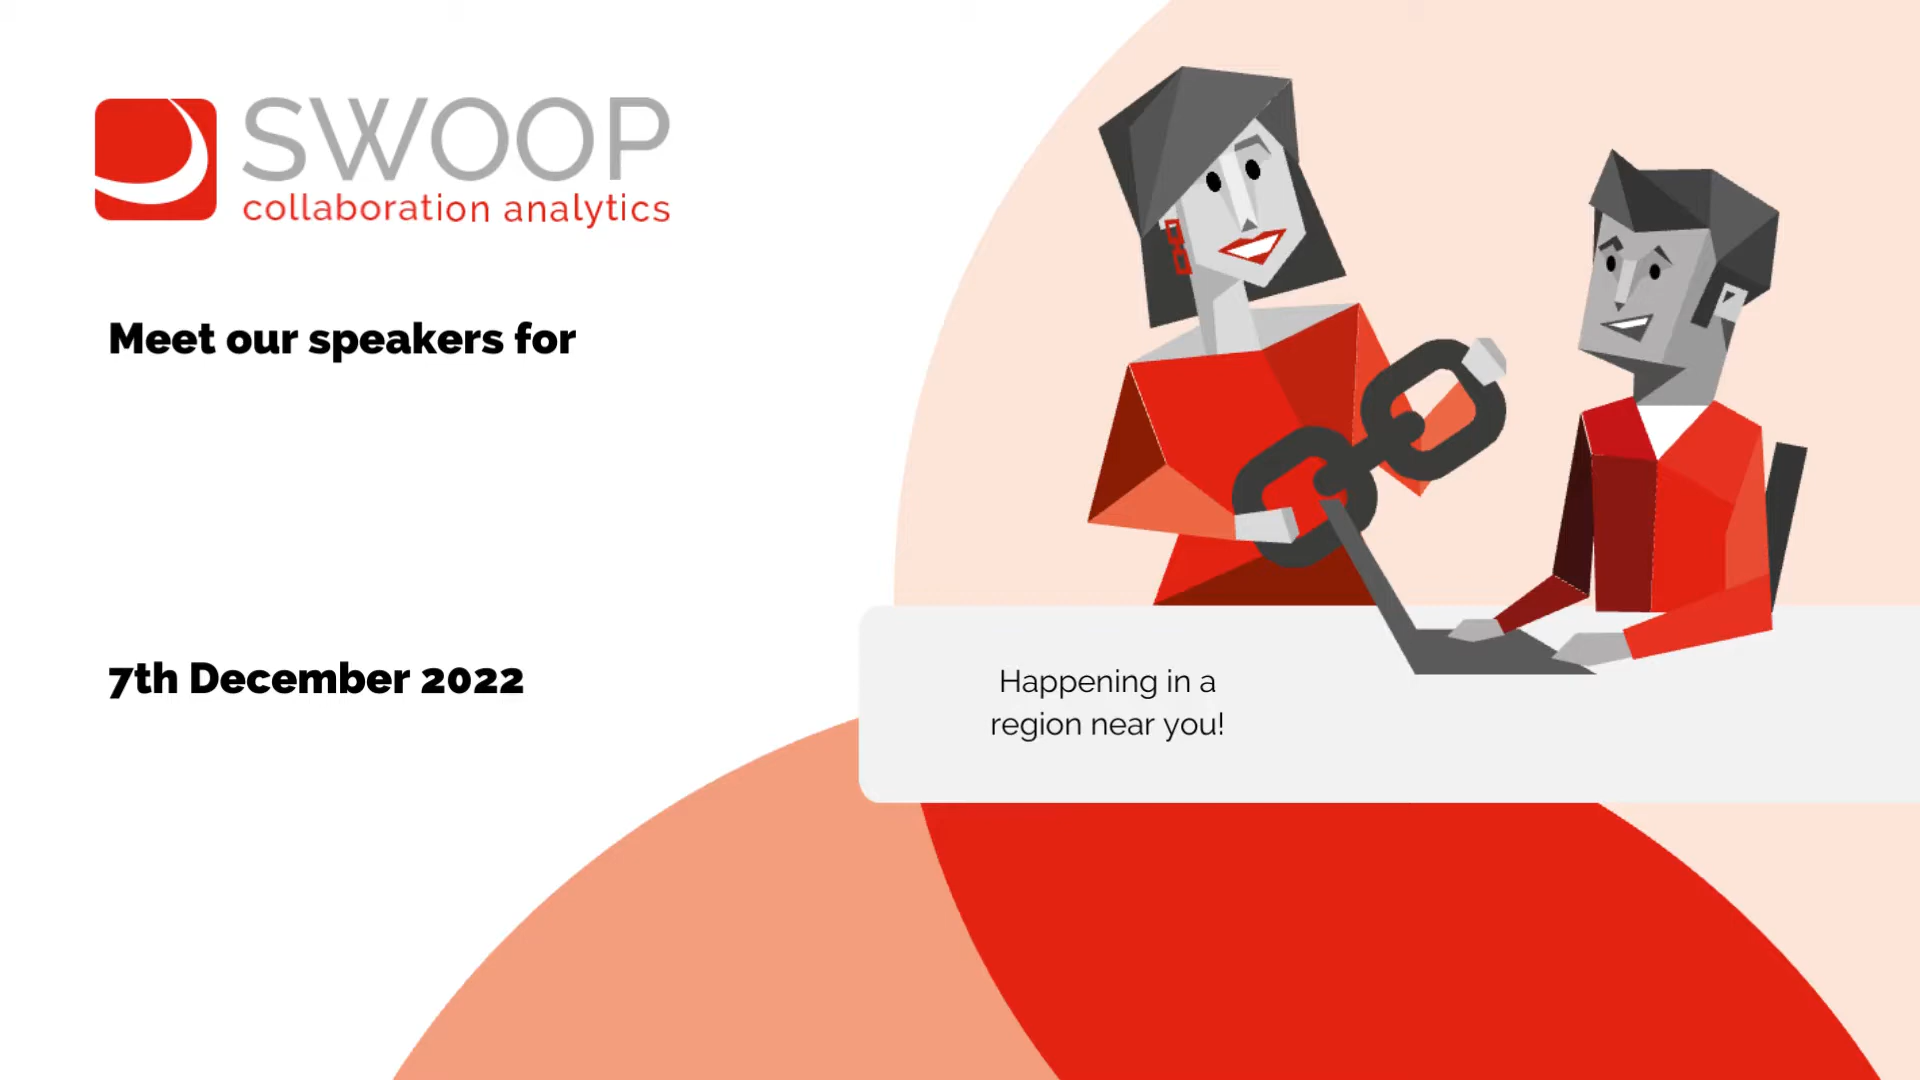 SWOOP
collaboration analytics
Meet our speakers for
7th December 2022
Happening in a
region near you!